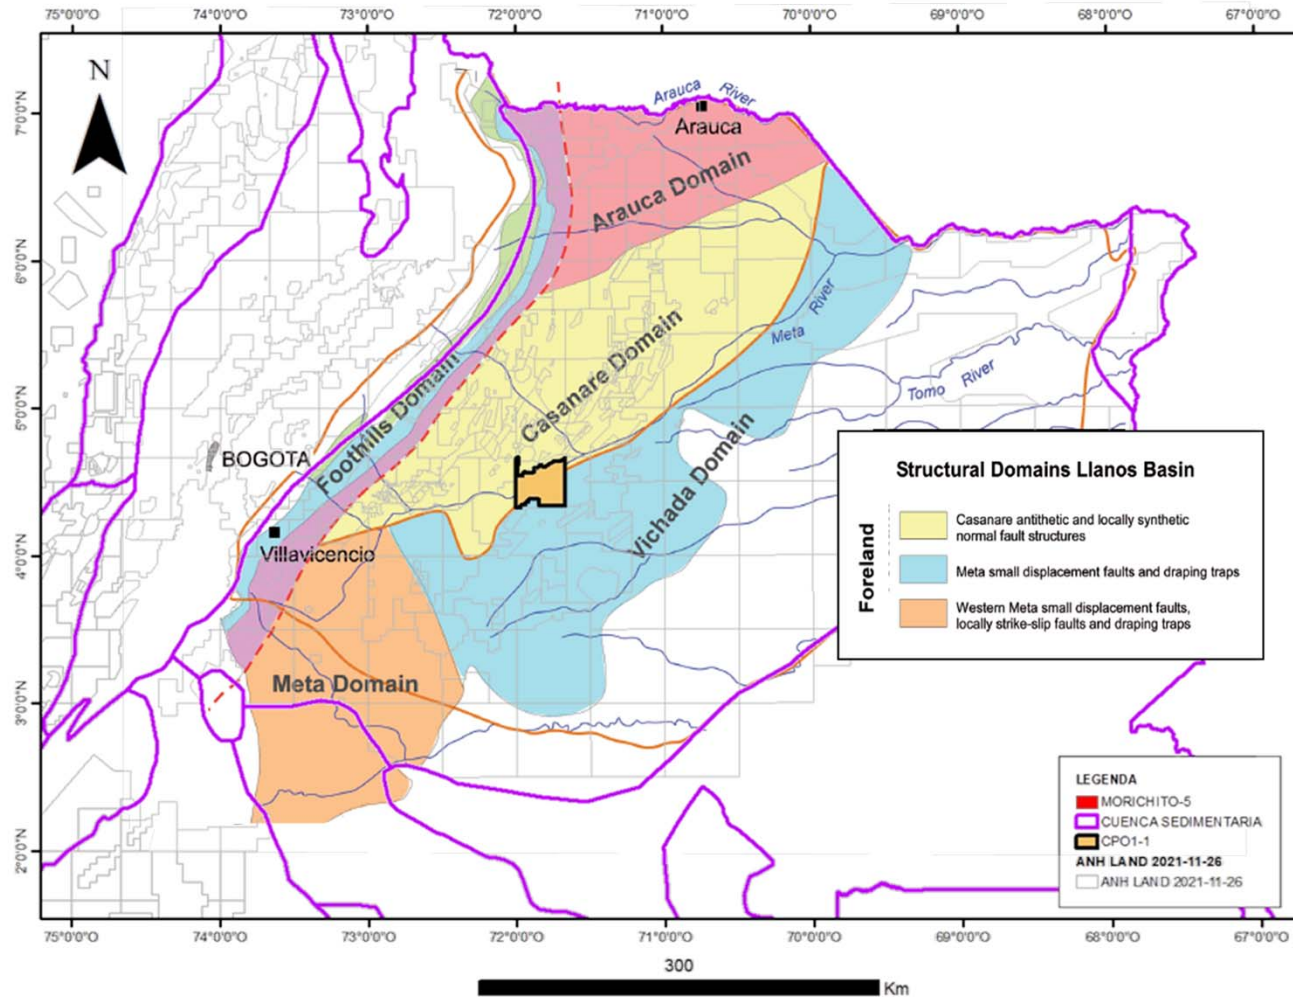 75°0'0"O 74°0'0"O 73°0'0"O 72°0'0"O 71°0'0"O 70°0'0"O 69°0'0"O 68°0'0"O 67°0'0"O
N
7°0'0"N
6°0'0"N
5°0'0"N
4°0'0"N
3°0'0"N
2°0'0"N
Arauca River
Arauca
Arauca Domain
Meta River
Casanare Domain
Tomo River
Foothills Domain
BOGOTA
Vichada Domain
Villavicencio
Meta Domain
Structural Domains Llanos Basin
Foreland
Casanare antithetic and locally synthetic
normal fault structures
Meta small displacement faults and draping traps
Western Meta small displacement faults,
locally strike-slip faults and draping traps
LEGENDA
MORICHITO-5
CUENCA SEDIMENTARIA
CPO1-1
ANH LAND 2021-11-26
ANH LAND 2021-11-26
75°0'0"O 74°0'0"O 73°0'0"O 72°0'0"O 71°0'0"O 70°0'0"O 69°0'0"O 68°0'0"O 67°0'0"O
300
Km